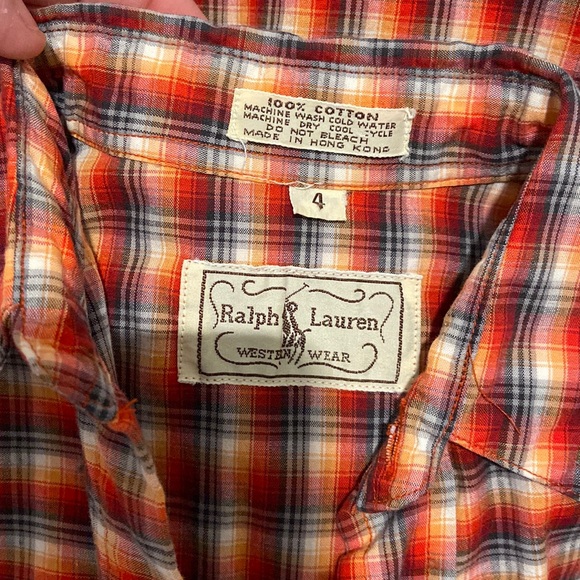 100% COTTON
MACHINE WASH COLD WATER
MACHINE DRY COOL CYCLE
DO NOT BLEACH
MADE IN HONG KONG
4
Ralph Lauren
WESTERN WEAR